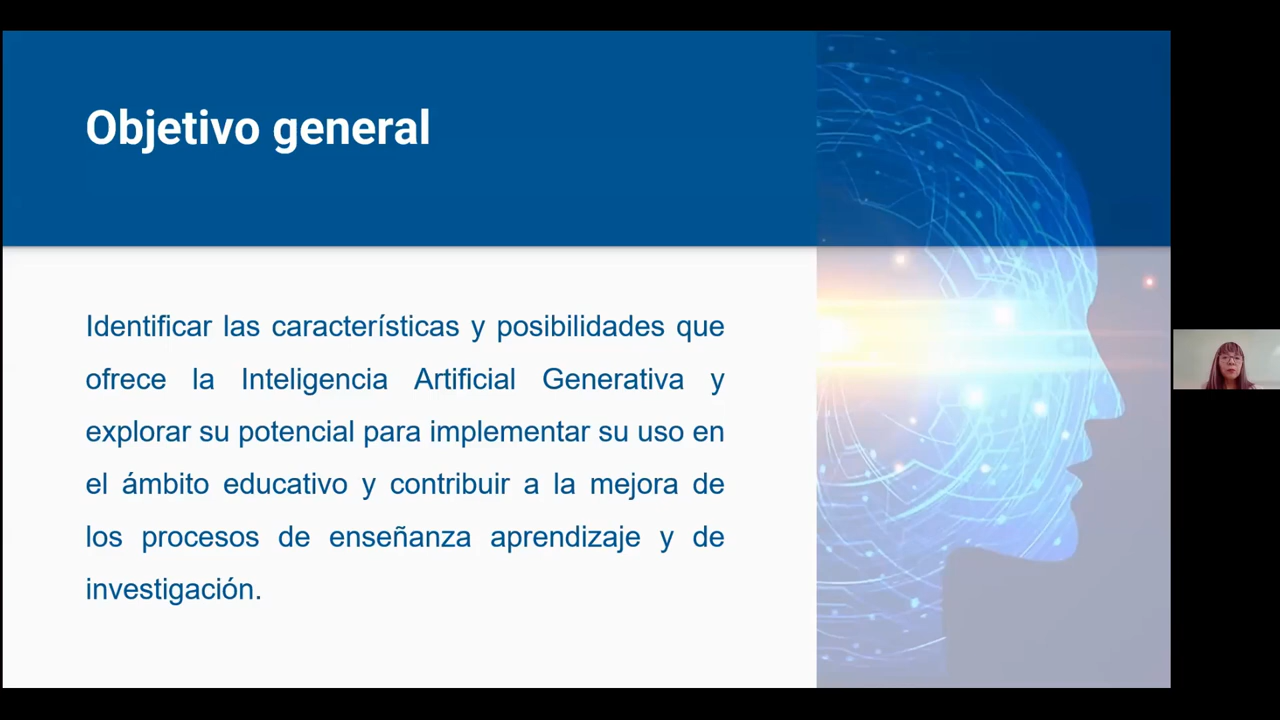 Objetivo general
Identificar las características y posibilidades que
ofrece la Inteligencia Artificial Generativa y
explorar su potencial para implementar su uso en
el ámbito educativo y contribuir a la mejora de
los procesos de enseñanza aprendizaje y de
investigación.